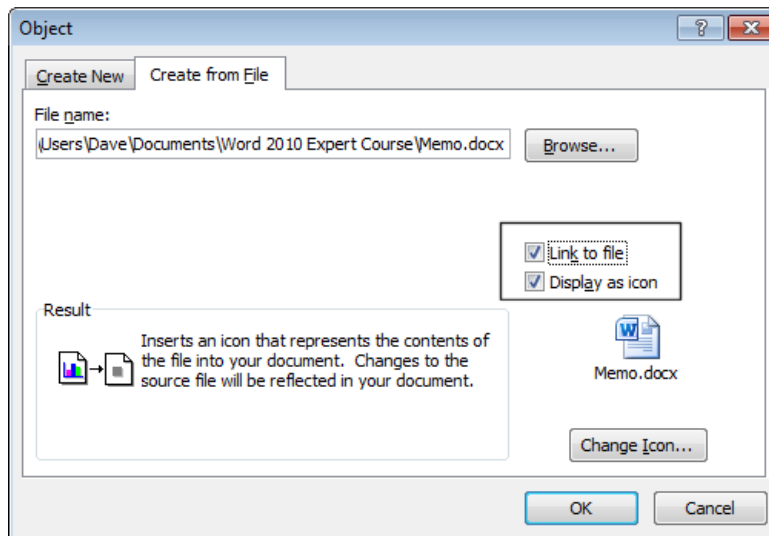 Object
Create New
Create from File
File name:
\Users\Dave\Documents\Word 2010 Expert Course\Memo.docx
Browse...
Link to file
Display as icon
Result
Inserts an icon that represents the contents of
the file into your document. Changes to the
source file will be reflected in your document.
Memo.docx
Change Icon...
OK
Cancel